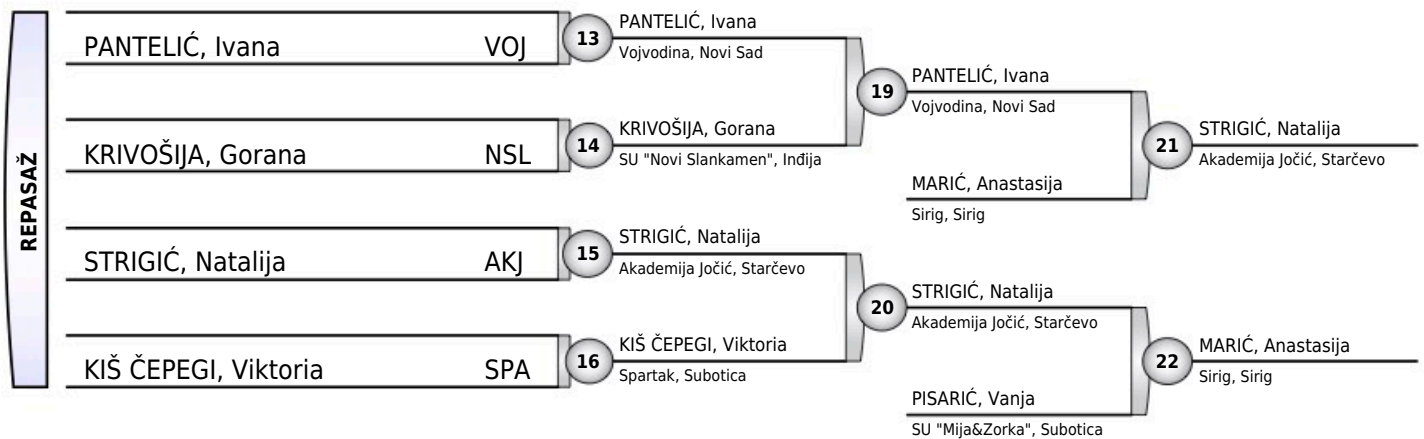 REPASAŽ
PANTELIĆ, Ivana VOJ
KRIVOŠIJA, Gorana NSL
STRIGIĆ, Natalija AKJ
KIŠ ČEPEGI, Viktoria SPA
13
PANTELIĆ, Ivana
Vojvodina, Novi Sad
14
KRIVOŠIJA, Gorana
SU "Novi Slankamen", Inđija
15
STRIGIĆ, Natalija
Akademija Jočić, Starčevo
16
KIŠ ČEPEGI, Viktoria
Spartak, Subotica
19
PANTELIĆ, Ivana
Vojvodina, Novi Sad
MARIĆ, Anastasija
Sirig, Sirig
20
STRIGIĆ, Natalija
Akademija Jočić, Starčevo
PISARIĆ, Vanja
SU "Mija&Zorka", Subotica
21
STRIGIĆ, Natalija
Akademija Jočić, Starčevo
22
MARIĆ, Anastasija
Sirig, Sirig